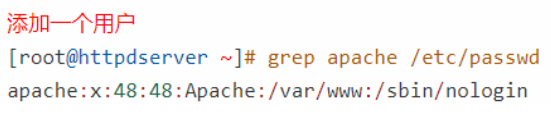 添加一个用户
[root@httpdserver ~]# grep apache /etc/passwd
apache:x:48:48:Apache:/var/www:/sbin/nologin